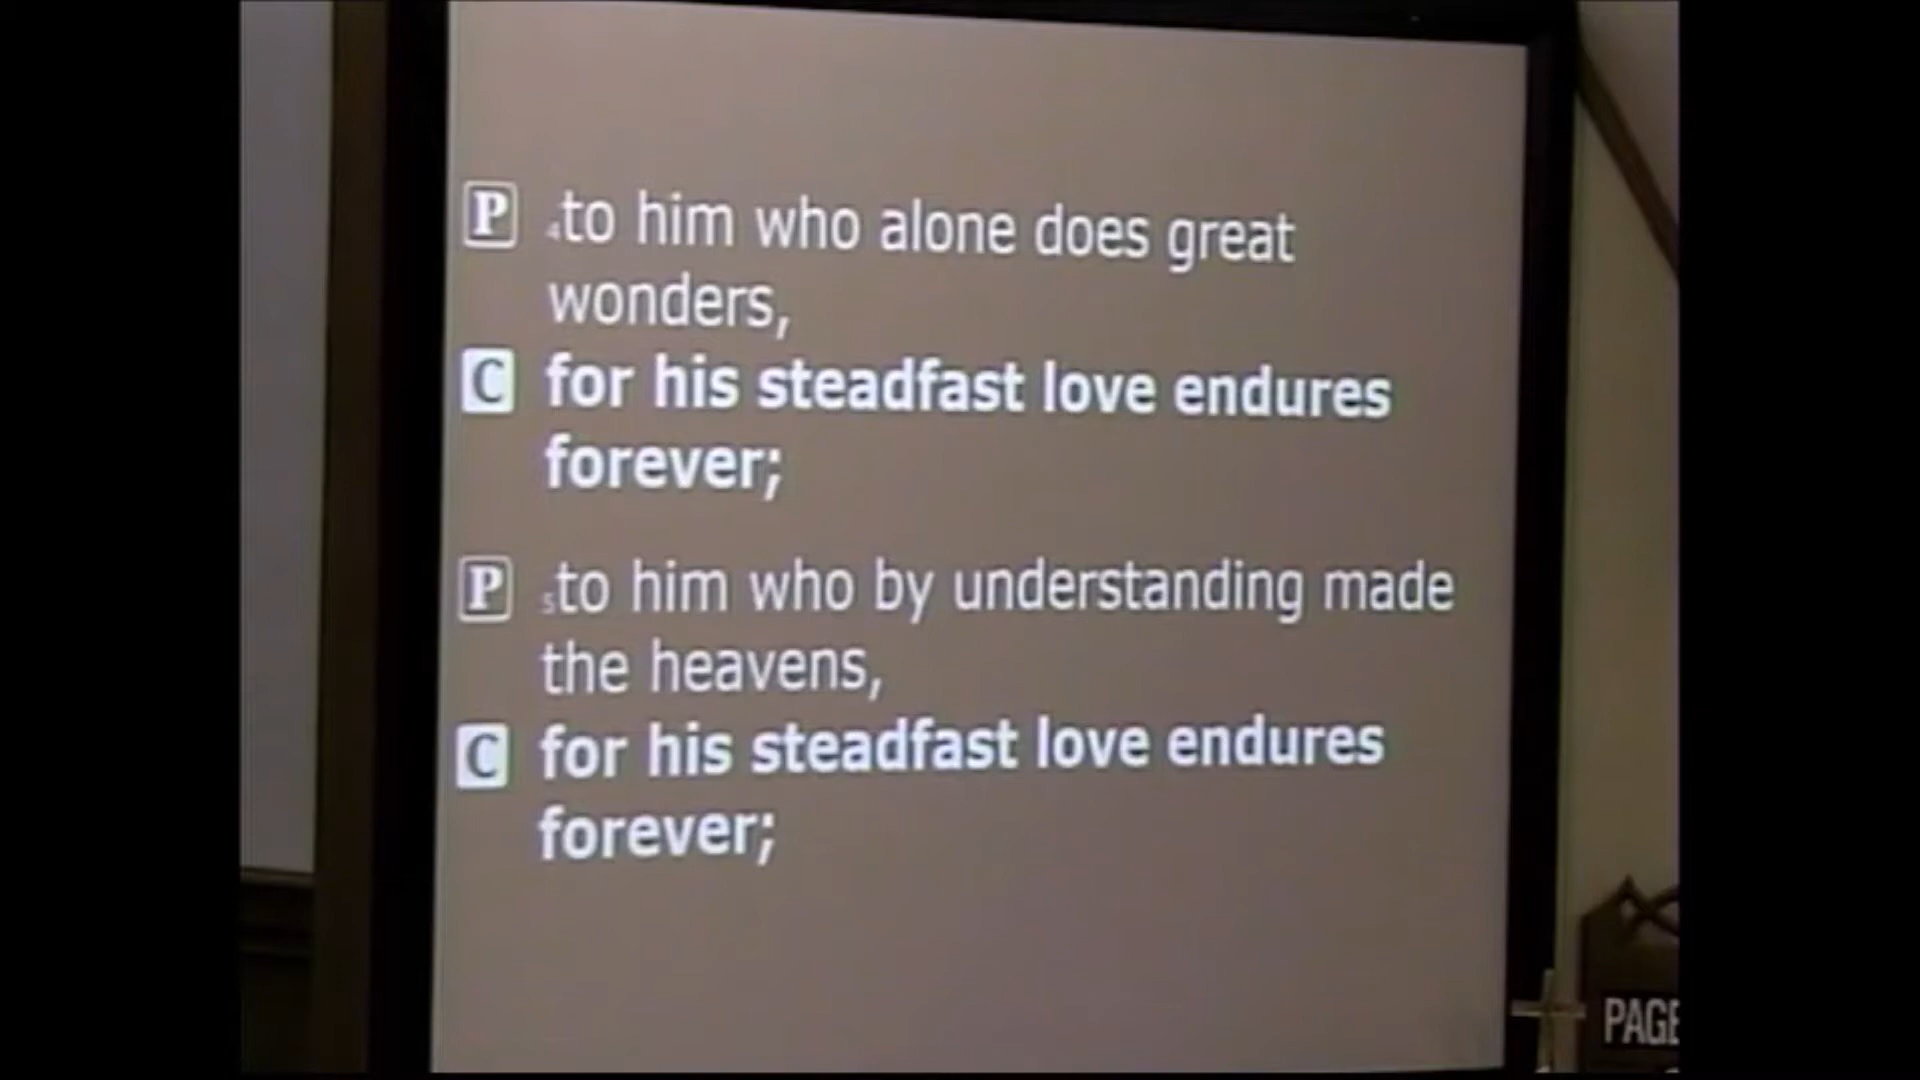 P 4to him who alone does great
wonders,
C for his steadfast love endures
forever;
P 5to him who by understanding made
the heavens,
C for his steadfast love endures
forever;
PAGE